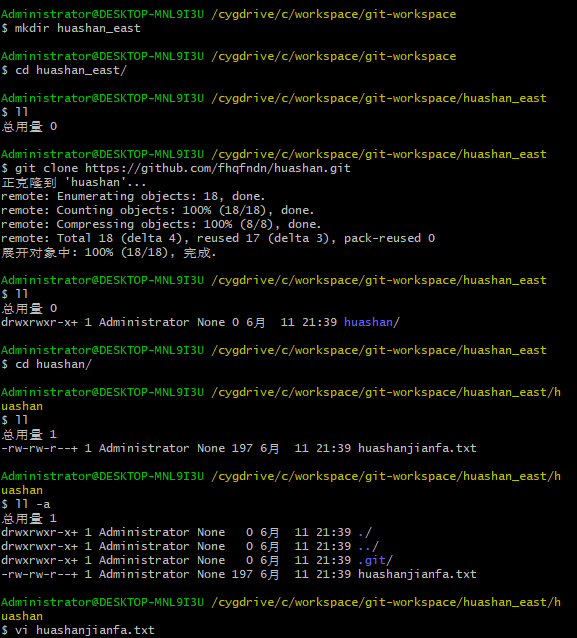 Administrator@DESKTOP-MNL9I3U /cygdrive/c/workspace/git-workspace
$ mkdir huashan_east
Administrator@DESKTOP-MNL9I3U /cygdrive/c/workspace/git-workspace
$ cd huashan_east/
Administrator@DESKTOP-MNL9I3U /cygdrive/c/workspace/git-workspace/huashan_east
$ ll
总用量 0
Administrator@DESKTOP-MNL9I3U /cygdrive/c/workspace/git-workspace/huashan_east
$ git clone https://github.com/fhqfndn/huashan.git
正克隆到 'huashan'...
remote: Enumerating objects: 18, done.
remote: Counting objects: 100% (18/18), done.
remote: Compressing objects: 100% (8/8), done.
remote: Total 18 (delta 4), reused 17 (delta 3), pack-reused 0
展开对象中: 100% (18/18), 完成.
Administrator@DESKTOP-MNL9I3U /cygdrive/c/workspace/git-workspace/huashan_east
$ ll
总用量 0
drwxrwxr-x+ 1 Administrator None 0 6月  11 21:39 huashan/
Administrator@DESKTOP-MNL9I3U /cygdrive/c/workspace/git-workspace/huashan_east
$ cd huashan/
Administrator@DESKTOP-MNL9I3U /cygdrive/c/workspace/git-workspace/huashan_east/h
uashan
$ ll
总用量 1
-rw-rw-r--+ 1 Administrator None 197 6月  11 21:39 huashanjianfa.txt
Administrator@DESKTOP-MNL9I3U /cygdrive/c/workspace/git-workspace/huashan_east/h
uashan
$ ll -a
总用量 1
drwxrwxr-x+ 1 Administrator None   0 6月  11 21:39 ./
drwxrwxr-x+ 1 Administrator None   0 6月  11 21:39 ../
drwxrwxr-x+ 1 Administrator None   0 6月  11 21:39 .git/
-rw-rw-r--+ 1 Administrator None 197 6月  11 21:39 huashanjianfa.txt
Administrator@DESKTOP-MNL9I3U /cygdrive/c/workspace/git-workspace/huashan_east/h
uashan
$ vi huashanjianfa.txt